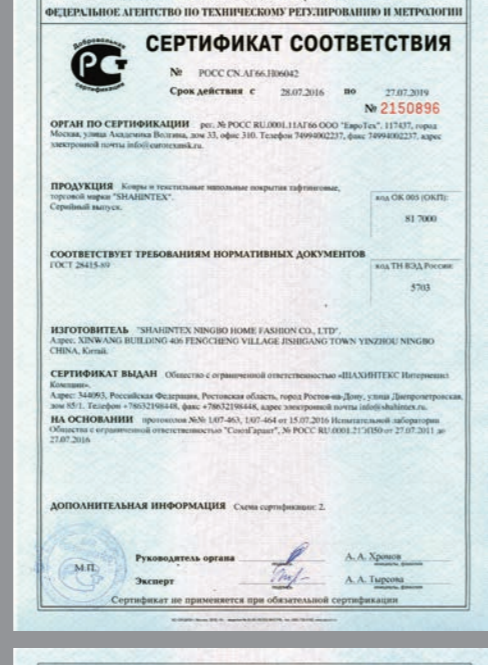 ФЕДЕРАЛЬНОЕ АГЕНТСТВО ПО ТЕХНИЧЕСКОМУ РЕГУЛИРОВАНИЮ И МЕТРОЛОГИИ
Добровольная
сертификация
СЕРТИФИКАТ СООТВЕТСТВИЯ
№ РОСС CN.АГ66.Н06042
Срок действия с 28.07.2016 по 27.07.2019
№ 2150896
ОРГАН ПО СЕРТИФИКАЦИИ рег. № РОСС RU.0001.11АГ66 ООО "ЕвроТех". 117437, город
Москва, улица Академика Волгина, дом 33, офис 310. Телефон 74994002237, факс 74994002237, адрес
электронной почты
ПРОДУКЦИЯ Ковры и текстильные напольные покрытия тафтинговые,
торговой марки "SHAHINTEX".
Серийный выпуск.
код ОК 005 (ОКП):
81 7000
СООТВЕТСТВУЕТ ТРЕБОВАНИЯМ НОРМАТИВНЫХ ДОКУМЕНТОВ
ГОСТ 28415-89
код ТН ВЭД России:
5703
ИЗГОТОВИТЕЛЬ "SHAHINTEX NINGBO HOME FASHION CO., LTD".
Адрес: XINWANG BUILDING 406 FENGCHENG VILLAGE JISHIGANG TOWN YINZHOU NINGBO
CHINA, Китай.
СЕРТИФИКАТ ВЫДАН Общество с ограниченной ответственностью «ШАХИНТЕКС Интернешнл
Компани».
Адрес: 344093, Российская Федерация, Ростовская область, город Ростов-на-Дону, улица Днепропетровская,
дом 85/1. Телефон +78632198448, факс +78632198448, адрес электронной почты info@shahintex.ru.
НА ОСНОВАНИИ протоколов №№ 1/07-463, 1/07-464 от 15.07.2016 Испытательной лаборатории
Общества с ограниченной ответственностью "СоюзГарант", № РОСС RU.0001.21 от 27.07.2011 до
27.07.2016
ДОПОЛНИТЕЛЬНАЯ ИНФОРМАЦИЯ Схема сертификации: 2.
М.П.
Руководитель органа А. А. Хромов
Эксперт А. А. Тырсова
Сертификат не применяется при обязательной сертификации